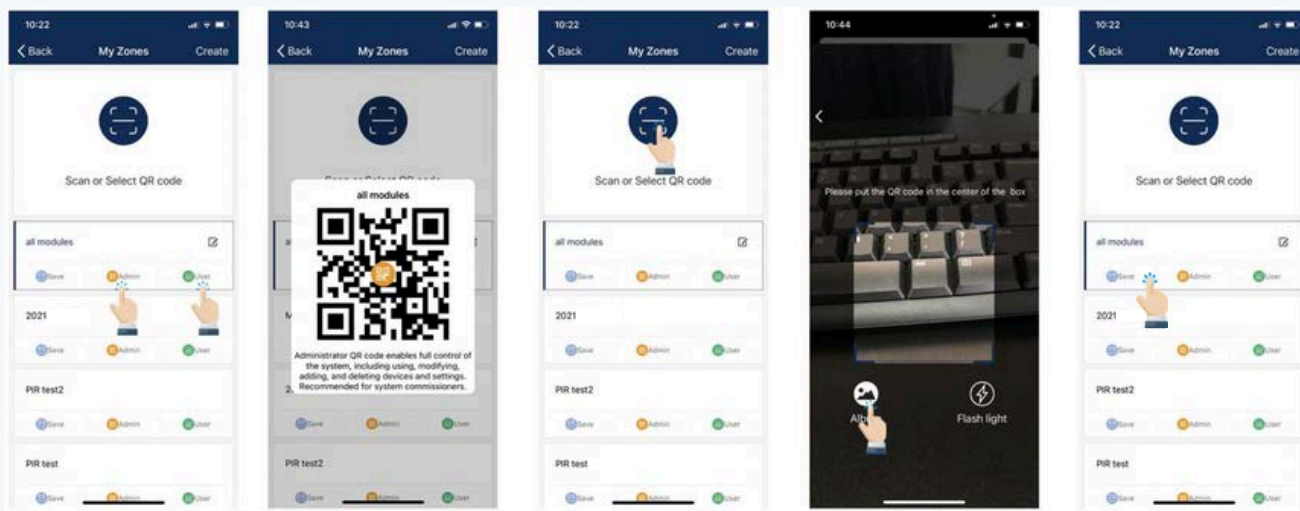 10:22
Back My Zones Create
Scan or Select QR code
all modules
Save Admin User
2021
Save Admin User
PIR test2
Save Admin User
PIR test
Save Admin User
10:43
Back My Zones Create
all modules
Administrator QR code enables full control of
the system, including using, modifying,
adding, and deleting devices and settings.
Recommended for system commissioners.
Save Admin User
PIR test2
Save Admin User
10:22
Back My Zones Create
Scan or Select QR code
all modules
Save Admin User
2021
Save Admin User
PIR test2
Save Admin User
PIR test
Save Admin User
10:44
Please put the QR code in the center of the box
Flash light
10:22
Back My Zones Create
Scan or Select QR code
all modules
Save Admin User
2021
Save Admin User
PIR test2
Save Admin User
PIR test
Save Admin User